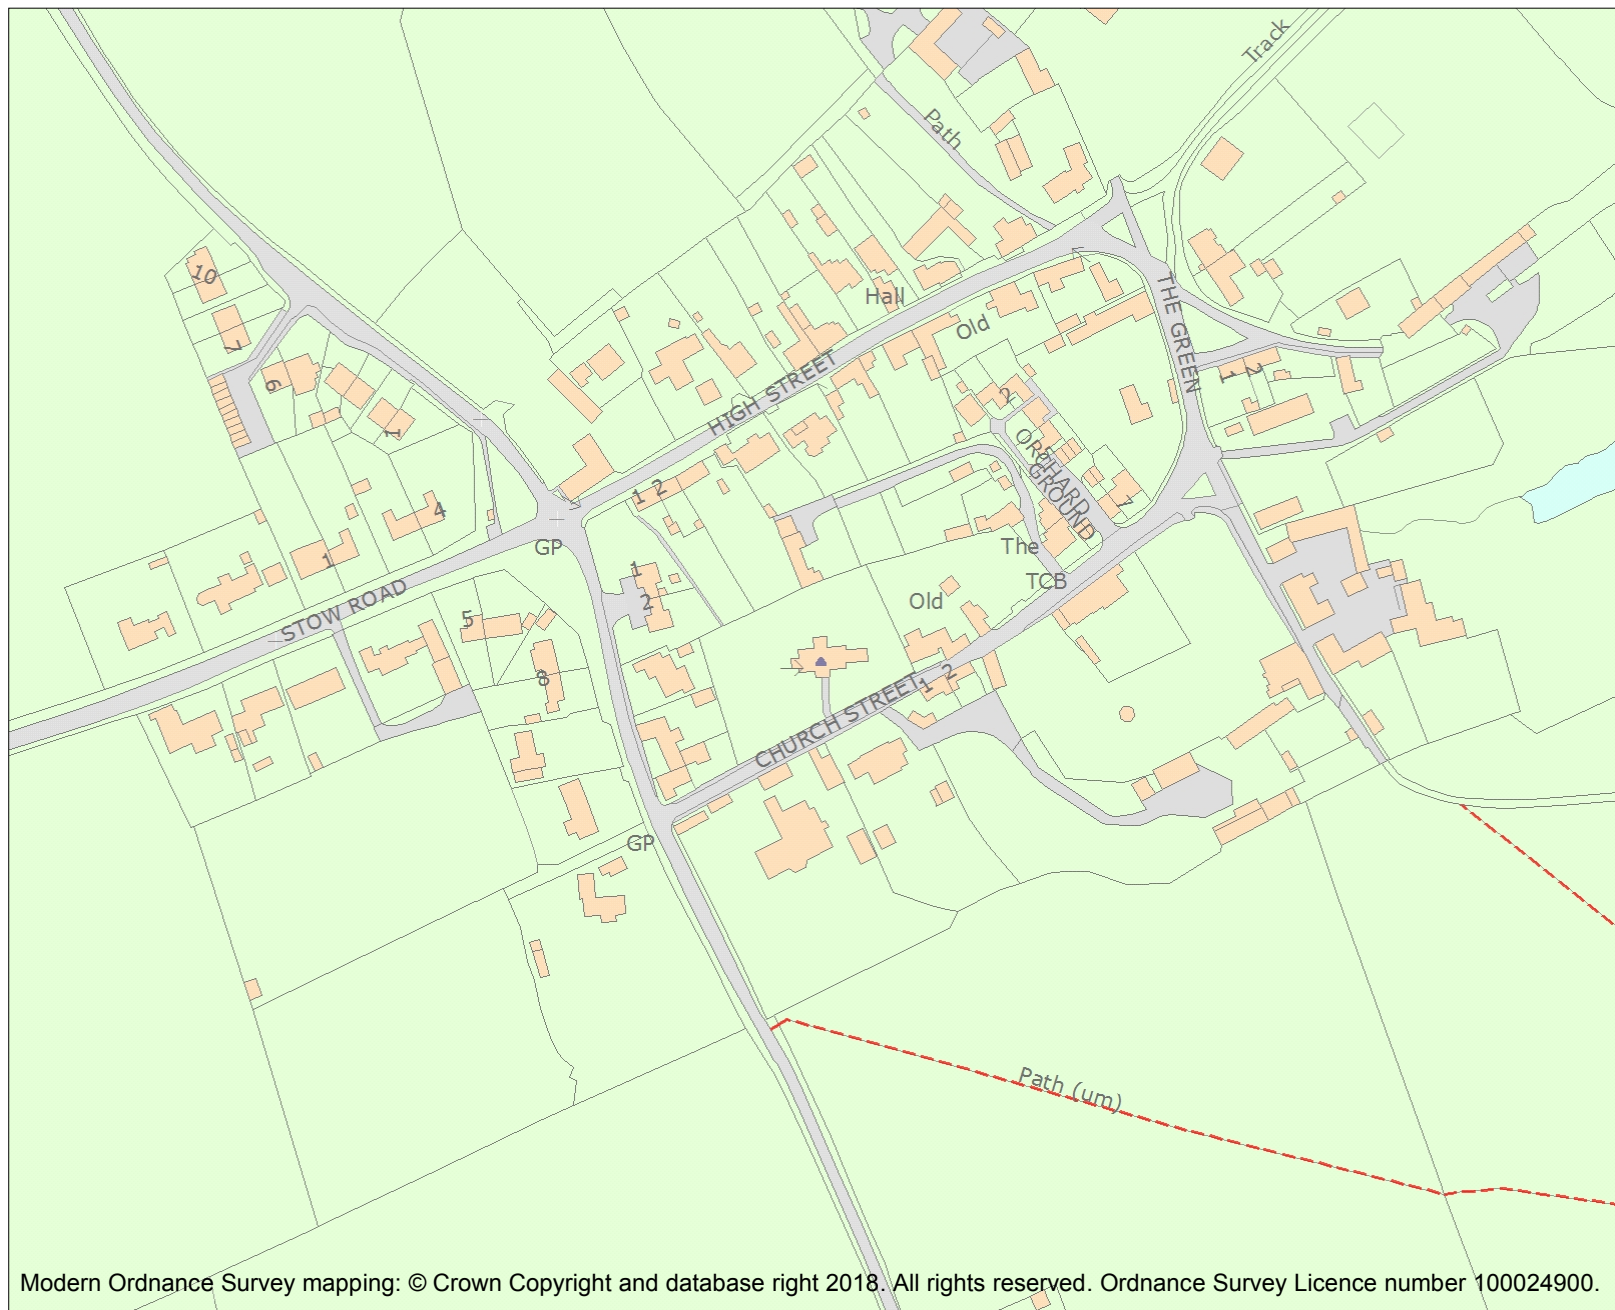 Track
Path
10
Hall
Old
THE GREEN
7
6
1
HIGH STREET
1
2
2
ORCHARD
GROUND
5
7
1 2
4
GP
1
The
TCB
1
2
Old
STOW ROAD
5
8
1 2
CHURCH STREET
GP
Path (um)
Modern Ordnance Survey mapping: © Crown Copyright and database right 2018. All rights reserved. Ordnance Survey Licence number 100024900.